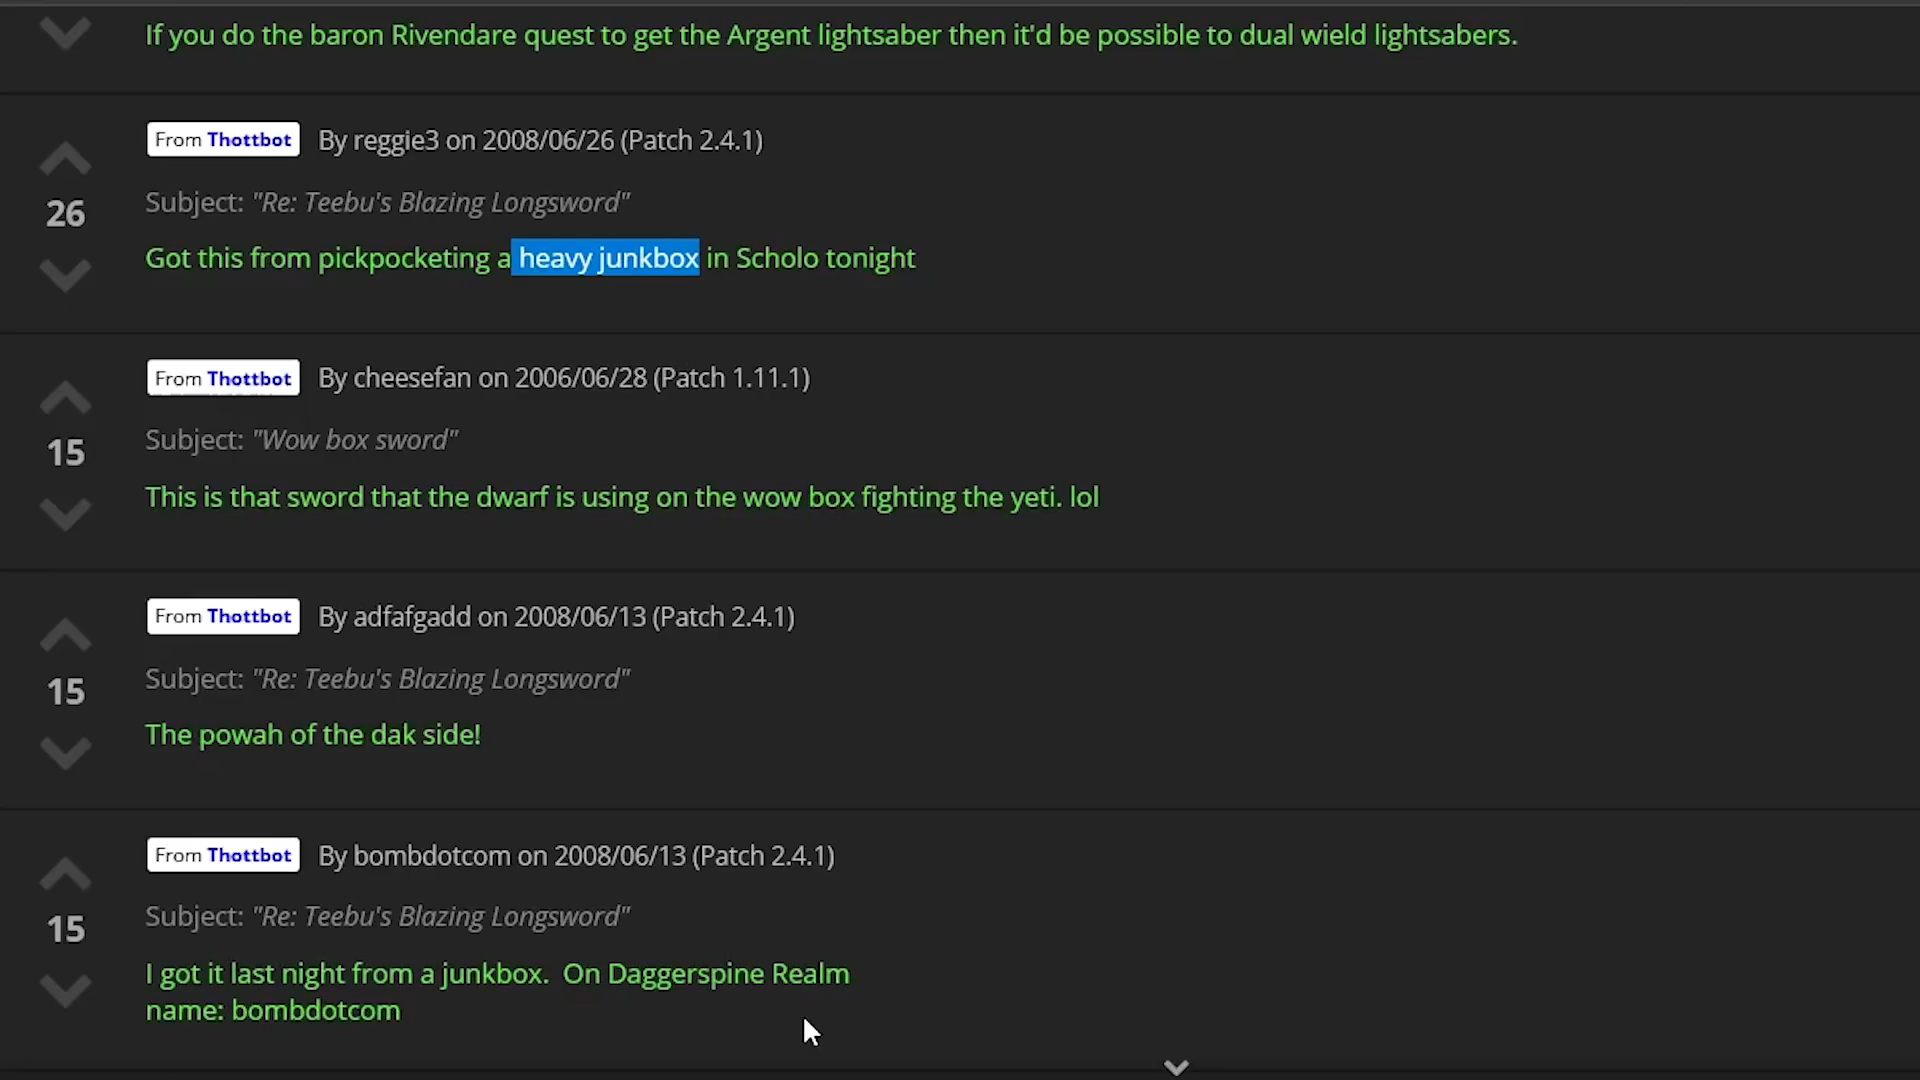 If you do the baron Rivendare quest to get the Argent lightsaber then it'd be possible to dual wield lightsabers.
From Thottbot By reggie3 on 2008/06/26 (Patch 2.4.1)
26
Subject: "Re: Teebu's Blazing Longsword"
Got this from pickpocketing a heavy junkbox in Scholo tonight
From Thottbot By cheesefan on 2006/06/28 (Patch 1.11.1)
15
Subject: "Wow box sword"
This is that sword that the dwarf is using on the wow box fighting the yeti. lol
From Thottbot By adfafgadd on 2008/06/13 (Patch 2.4.1)
15
Subject: "Re: Teebu's Blazing Longsword"
The powah of the dak side!
From Thottbot By bombdotcom on 2008/06/13 (Patch 2.4.1)
15
Subject: "Re: Teebu's Blazing Longsword"
I got it last night from a junkbox.  On Daggerspine Realm
name: bombdotcom